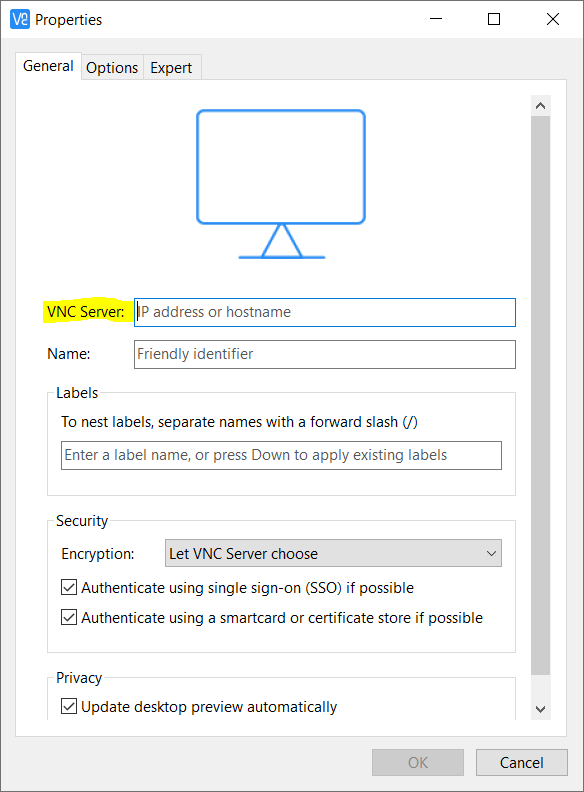 VS Properties
General Options Expert
VNC Server: IP address or hostname
Name: Friendly identifier
Labels
To nest labels, separate names with a forward slash (/)
Enter a label name, or press Down to apply existing labels
Security
Encryption: Let VNC Server choose
Authenticate using single sign-on (SSO) if possible
Authenticate using a smartcard or certificate store if possible
Privacy
Update desktop preview automatically
OK Cancel